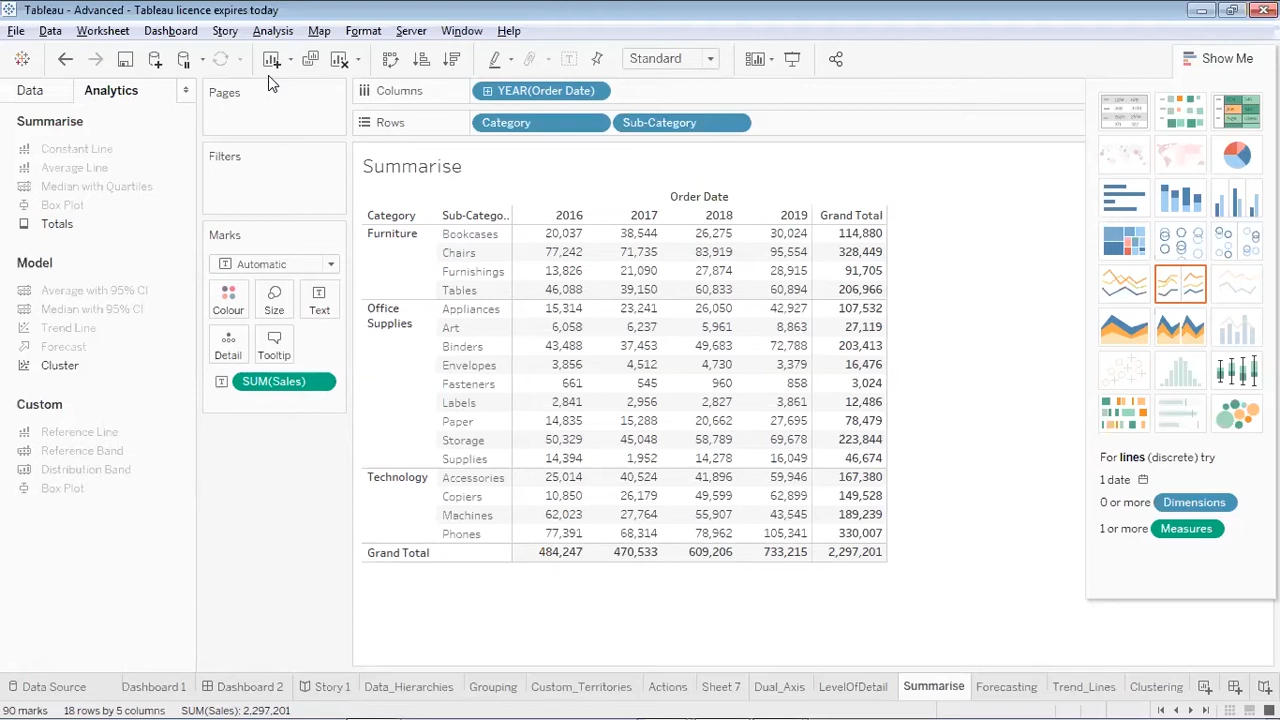 Tableau - Advanced - Tableau licence expires today
File Data Worksheet Dashboard Story Analysis Map Format Server Window Help
Standard
Show Me
Data Analytics
Pages
Columns YEAR(Order Date)
Rows Category Sub-Category
Summarise
Constant Line
Average Line
Median with Quartiles
Box Plot
Totals
Model
Average with 95% CI
Median with 95% CI
Trend Line
Forecast
Cluster
Custom
Reference Line
Reference Band
Distribution Band
Box Plot
Filters
Marks
Automatic
Colour Size Text
Detail Tooltip
SUM(Sales)
Summarise
Order Date
Category Sub-Catego.. 2016 2017 2018 2019 Grand Total
Furniture Bookcases 20,037 38,544 26,275 30,024 114,880
Chairs 77,242 71,735 83,919 95,554 328,449
Furnishings 13,826 21,090 27,874 28,915 91,705
Tables 46,088 39,150 60,833 60,894 206,966
Office Supplies Appliances 15,314 23,241 26,050 42,927 107,532
Art 6,058 6,237 5,961 8,863 27,119
Binders 43,488 37,453 49,683 72,788 203,413
Envelopes 3,856 4,512 4,730 3,379 16,476
Fasteners 661 545 960 858 3,024
Labels 2,841 2,956 2,827 3,861 12,486
Paper 14,835 15,288 20,662 27,695 78,479
Storage 50,329 45,048 58,789 69,678 223,844
Supplies 14,394 1,952 14,278 16,049 46,674
Technology Accessories 25,014 40,524 41,896 59,946 167,380
Copiers 10,850 26,179 49,599 62,899 149,528
Machines 62,023 27,764 55,907 43,545 189,239
Phones 77,391 68,314 78,962 105,341 330,007
Grand Total 484,247 470,533 609,206 733,215 2,297,201
For lines (discrete) try
1 date
0 or more Dimensions
1 or more Measures
Data Source Dashboard 1 Dashboard 2 Story 1 Data_Hierarchies Grouping Custom_Territories Actions Sheet 7 Dual_Axis LevelOfDetail Summarise Forecasting Trend_Lines Clustering
90 marks 18 rows by 5 columns SUM(Sales): 2,297,201